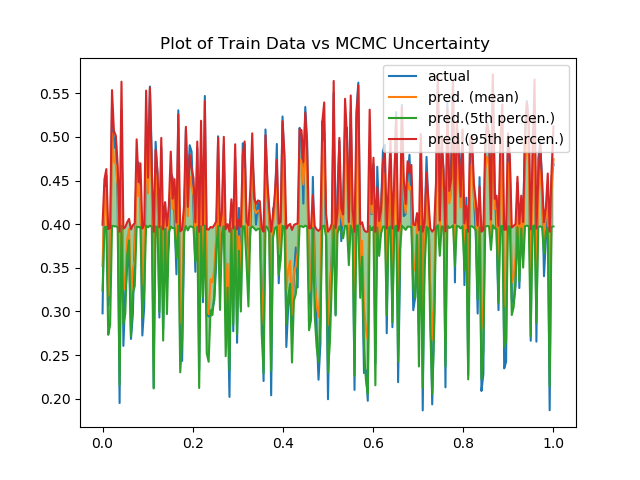 Plot of Train Data vs MCMC Uncertainty
actual
pred. (mean)
pred.(5th percen.)
pred.(95th percen.)
0.55
0.50
0.45
0.40
0.35
0.30
0.25
0.20
0.0 0.2 0.4 0.6 0.8 1.0